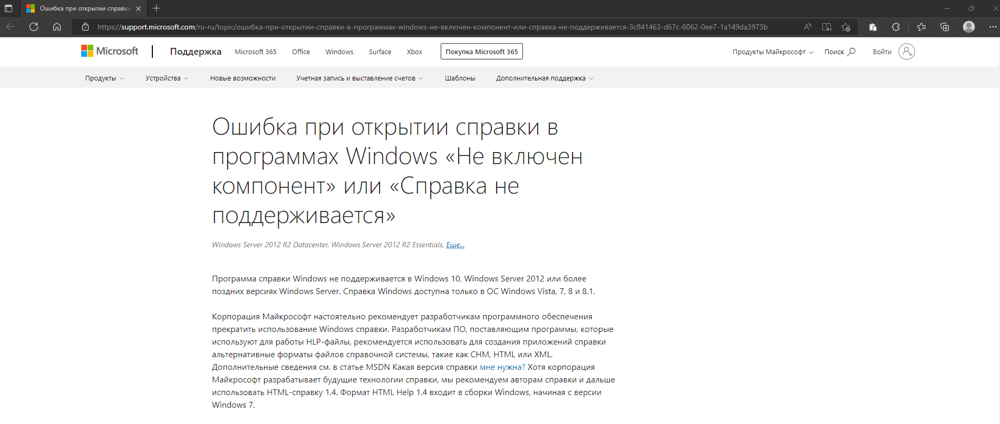 Ошибка при открытии справки
https://support.microsoft.com/ru-ru/topic/ошибка-при-открытии-справки-в-программах-windows-не-включен-компонент-или-справка-не-поддерживается-3c841463-d67c-6062-0ee7-1a149da3973b
Microsoft Поддержка Microsoft 365 Office Windows Surface Xbox Покупка Microsoft 365 Продукты Майкрософт Поиск Войти
Продукты Устройства Новые возможности Учетная запись и выставление счетов Шаблоны Дополнительная поддержка
Ошибка при открытии справки в
программах Windows «Не включен
компонент» или «Справка не
поддерживается»
Windows Server 2012 R2 Datacenter, Windows Server 2012 R2 Essentials, Еще...
Программа справки Windows не поддерживается в Windows 10, Windows Server 2012 или более
поздних версиях Windows Server. Справка Windows доступна только в ОС Windows Vista, 7, 8 и 8.1.
Корпорация Майкрософт настоятельно рекомендует разработчикам программного обеспечения
прекратить использование Windows справки. Разработчикам ПО, поставляющим программы, которые
используют для работы HLP-файлы, рекомендуется использовать для создания приложений справки
альтернативные форматы файлов справочной системы, такие как CHM, HTML или XML.
Дополнительные сведения см. в статье MSDN Какая версия справки мне нужна? Хотя корпорация
Майкрософт разрабатывает будущие технологии справки, мы рекомендуем авторам справки и дальше
использовать HTML-справку 1.4. Формат HTML Help 1.4 входит в сборки Windows, начиная с версии
Windows 7.